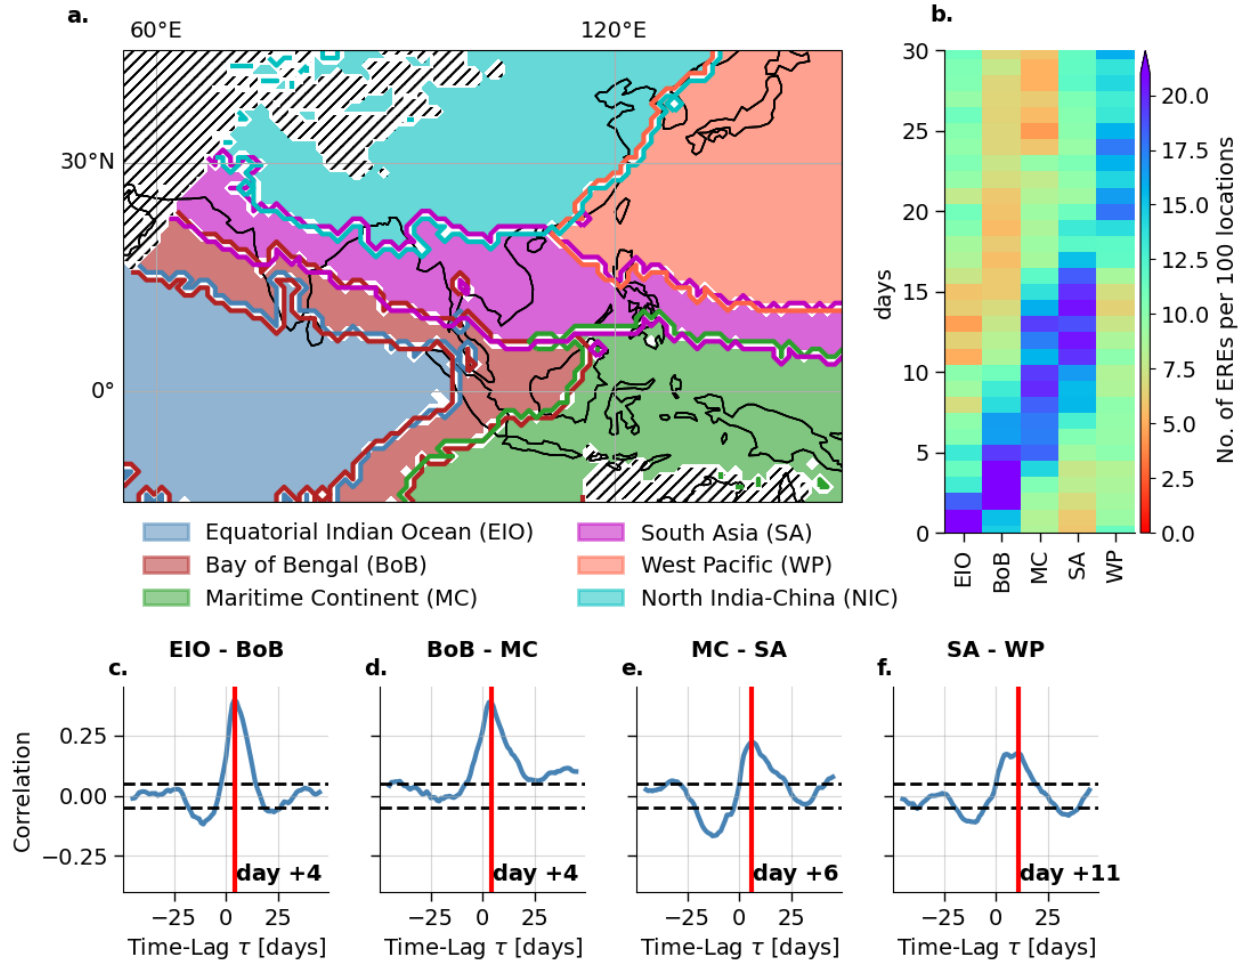 a.
60°E
120°E
30°N
0°
Equatorial Indian Ocean (EIO)
Bay of Bengal (BoB)
Maritime Continent (MC)
South Asia (SA)
West Pacific (WP)
North India-China (NIC)
b.
30
25
20
15
10
5
0
days
EIO
BoB
MC
SA
WP
20.0
17.5
15.0
12.5
10.0
7.5
5.0
2.5
0.0
No. of EREs per 100 locations
EIO - BoB
c.
0.25
0.00
−0.25
Correlation
day +4
−25 0 25
Time-Lag τ [days]
BoB - MC
d.
day +4
−25 0 25
Time-Lag τ [days]
MC - SA
e.
day +6
−25 0 25
Time-Lag τ [days]
SA - WP
f.
day +11
−25 0 25
Time-Lag τ [days]